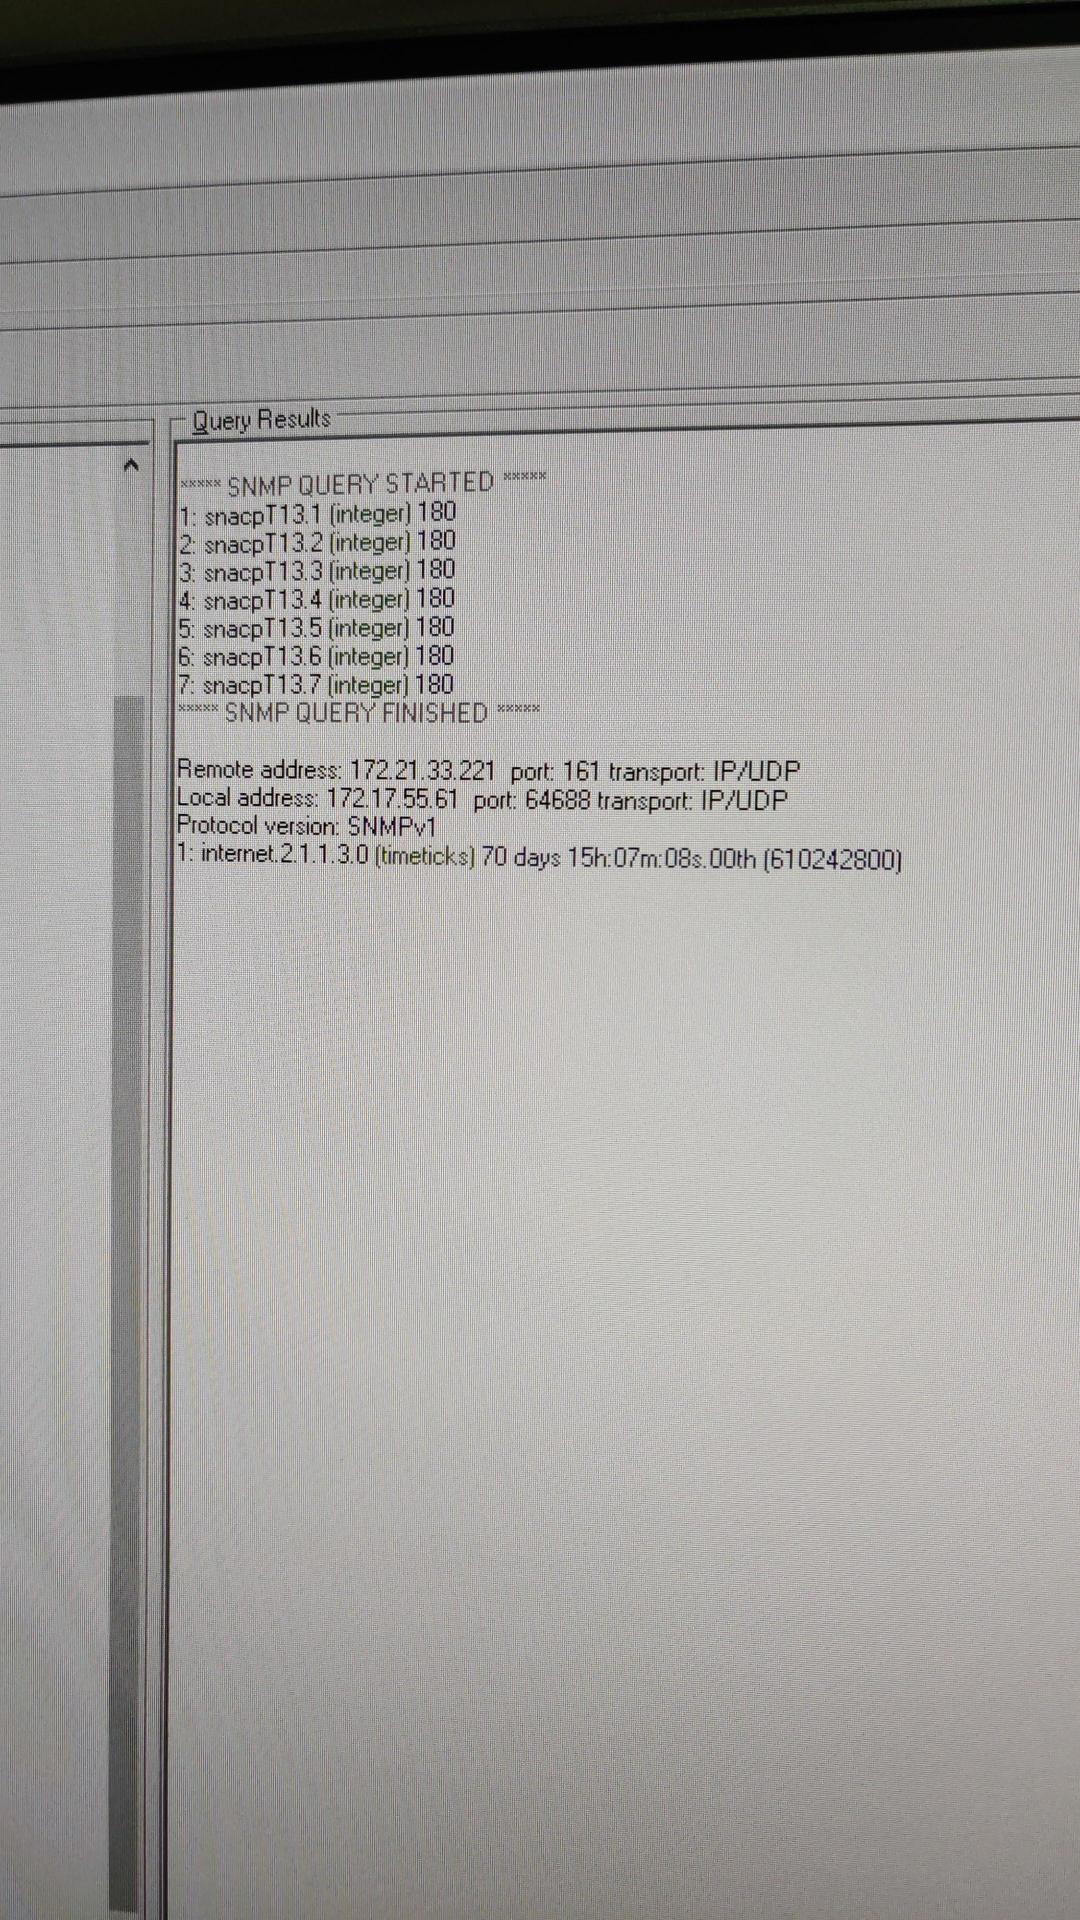 Query Results
***** SNMP QUERY STARTED *****
1: snacpT13.1 (integer) 180
2: snacpT13.2 (integer) 180
3: snacpT13.3 (integer) 180
4: snacpT13.4 (integer) 180
5: snacpT13.5 (integer) 180
6: snacpT13.6 (integer) 180
7: snacpT13.7 (integer) 180
***** SNMP QUERY FINISHED *****
Remote address: 172.21.33.221 port: 161 transport: IP/UDP
Local address: 172.17.55.61 port: 64688 transport: IP/UDP
Protocol version: SNMPv1
1: internet.2.1.1.3.0 (timeticks) 70 days 15h:07m:08s.00th (610242800)